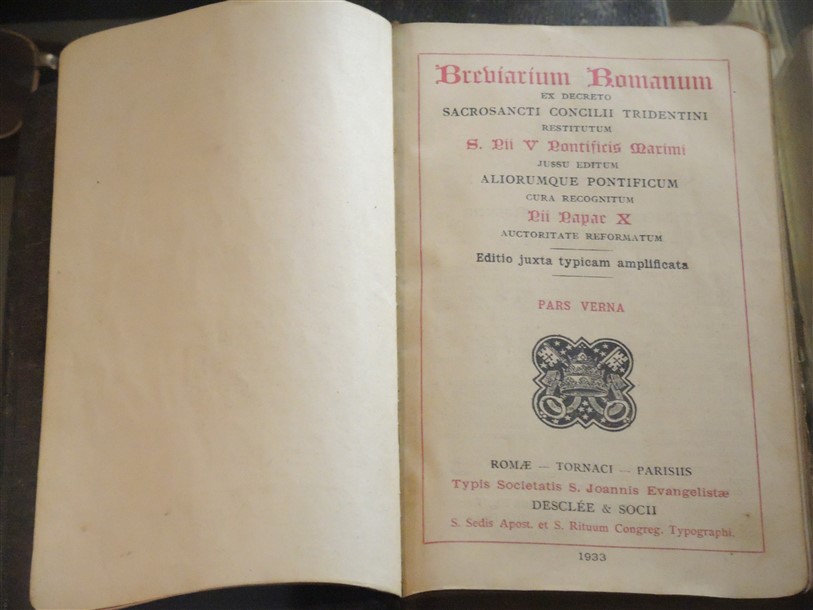 Breviarium Romanum
EX DECRETO
SACROSANCTI CONCILII TRIDENTINI
RESTITUTUM
S. Pii V Pontificis Maximi
JUSSU EDITUM
ALIORUMQUE PONTIFICUM
CURA RECOGNITUM
Pii Papae X
AUCTORITATE REFORMATUM
Editio juxta typicam amplificata
PARS VERNA
ROMÆ — TORNACI — PARISIIS
Typis Societatis S. Joannis Evangelistæ
DESCLÉE & SOCII
S. Sedis Apost. et S. Rituum Congreg. Typographi.
1933